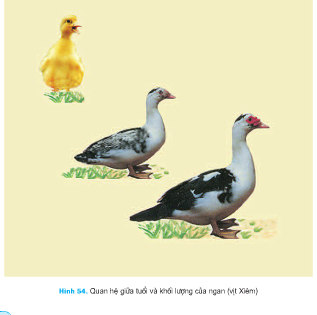 Hình 54. Quan hệ giữa tuổi và khối lượng của ngan (vịt Xiêm)